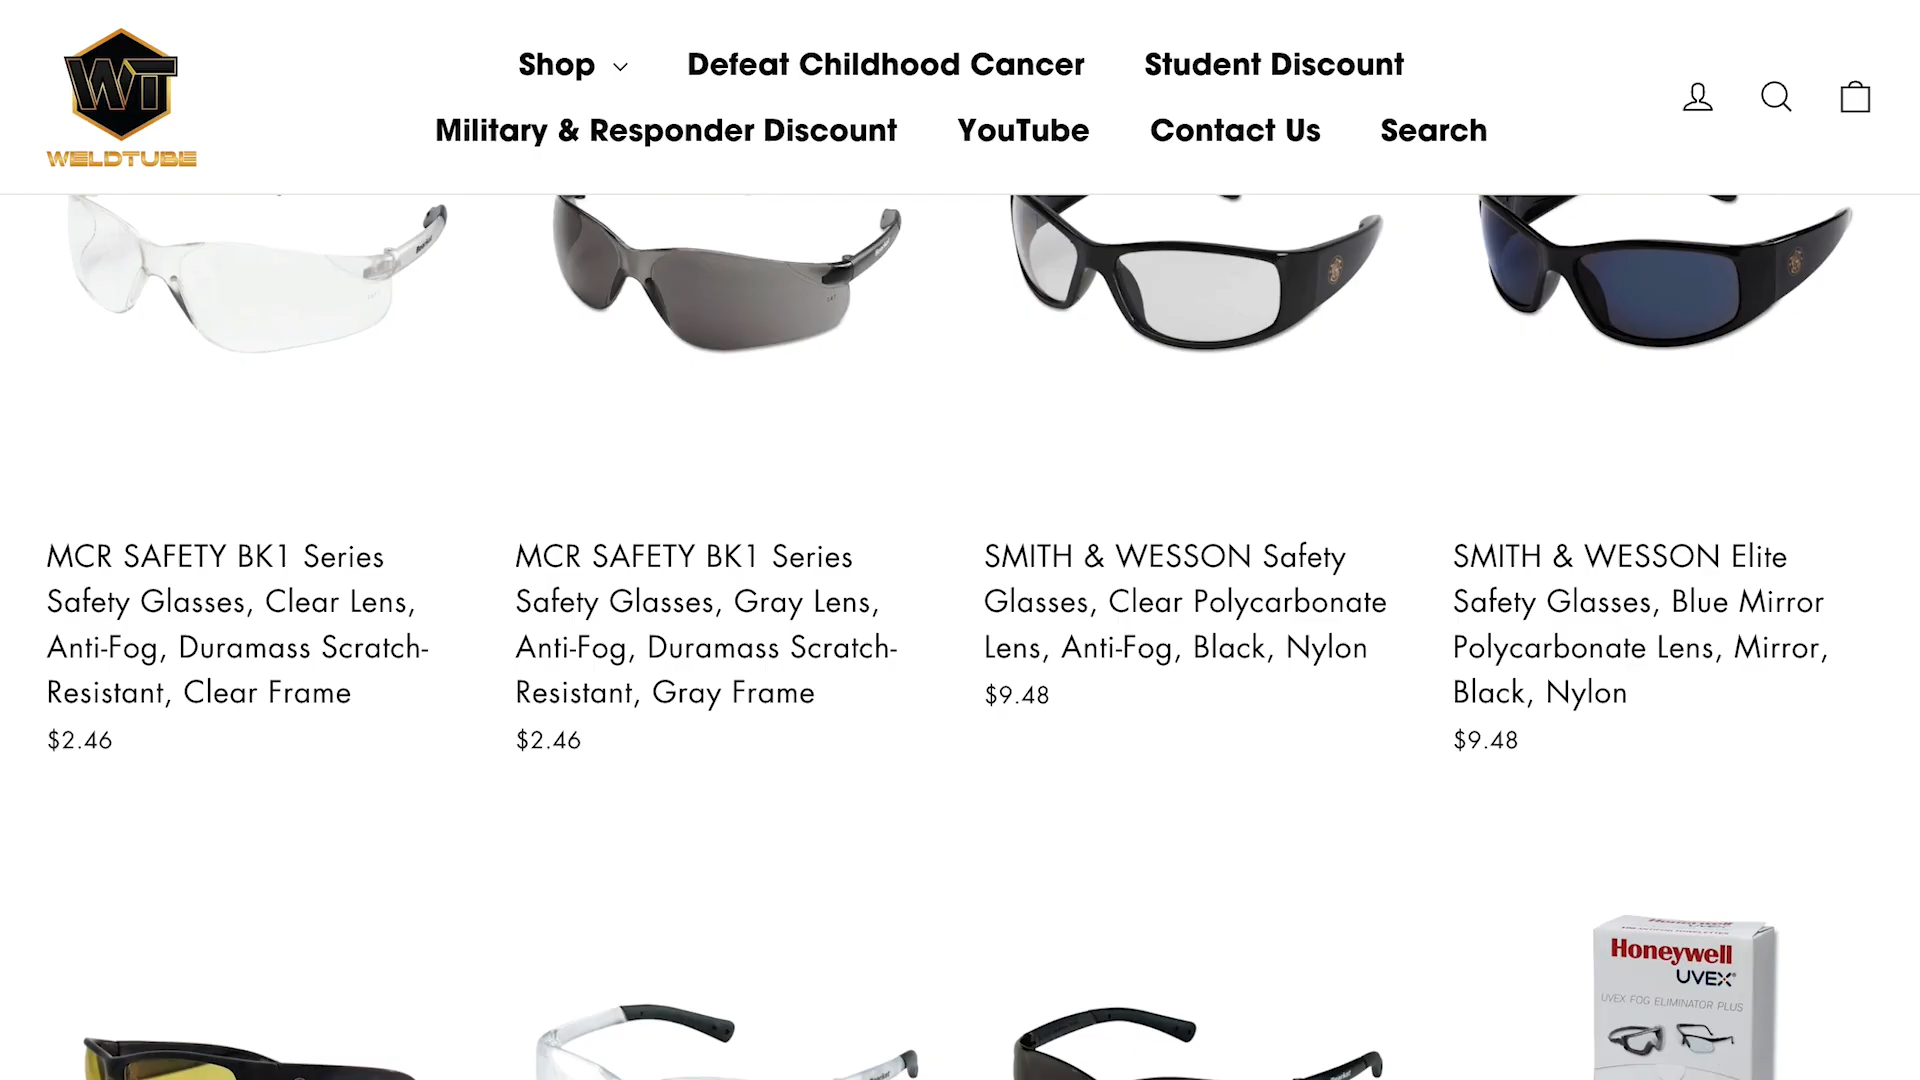 WT
WELDTUBE
Shop
Defeat Childhood Cancer
Student Discount
Military & Responder Discount
YouTube
Contact Us
Search
MCR SAFETY BK1 Series
Safety Glasses, Clear Lens,
Anti-Fog, Duramass Scratch-
Resistant, Clear Frame
$2.46
MCR SAFETY BK1 Series
Safety Glasses, Gray Lens,
Anti-Fog, Duramass Scratch-
Resistant, Gray Frame
$2.46
SMITH & WESSON Safety
Glasses, Clear Polycarbonate
Lens, Anti-Fog, Black, Nylon
$9.48
SMITH & WESSON Elite
Safety Glasses, Blue Mirror
Polycarbonate Lens, Mirror,
Black, Nylon
$9.48
Honeywell
Honeywell
UVEX
UVEX FOG ELIMINATOR PLUS